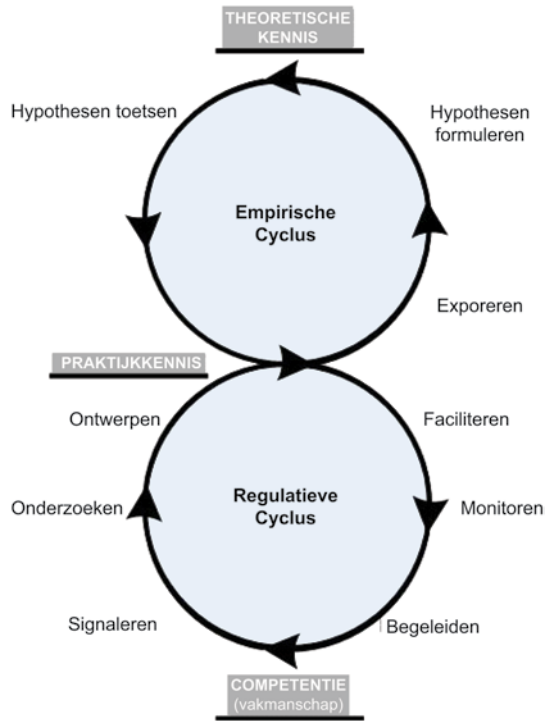 THEORETISCHE
KENNIS
Hypothesen toetsen
Hypothesen
formuleren
Empirische
Cyclus
Exporeren
PRAKTIJKKENNIS
Ontwerpen
Faciliteren
Regulatieve
Cyclus
Onderzoeken
Monitoren
Signaleren
Begeleiden
COMPETENTIE
(vakmanschap)